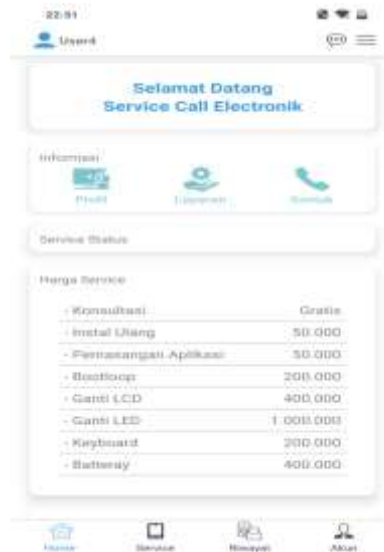 22:51
User4
Selamat Datang
Service Call Electronik
Informasi
Profil Layanan Kontak
Service Status
Harga Service
- Konsultasi Gratis
- Instal Ulang 50.000
- Pemasangan Aplikasi 50.000
- Bootloop 200.000
- Ganti LCD 400.000
- Ganti LED 1.000.000
- Keyboard 200.000
- Batteray 400.000
Home Service Riwayat Akun